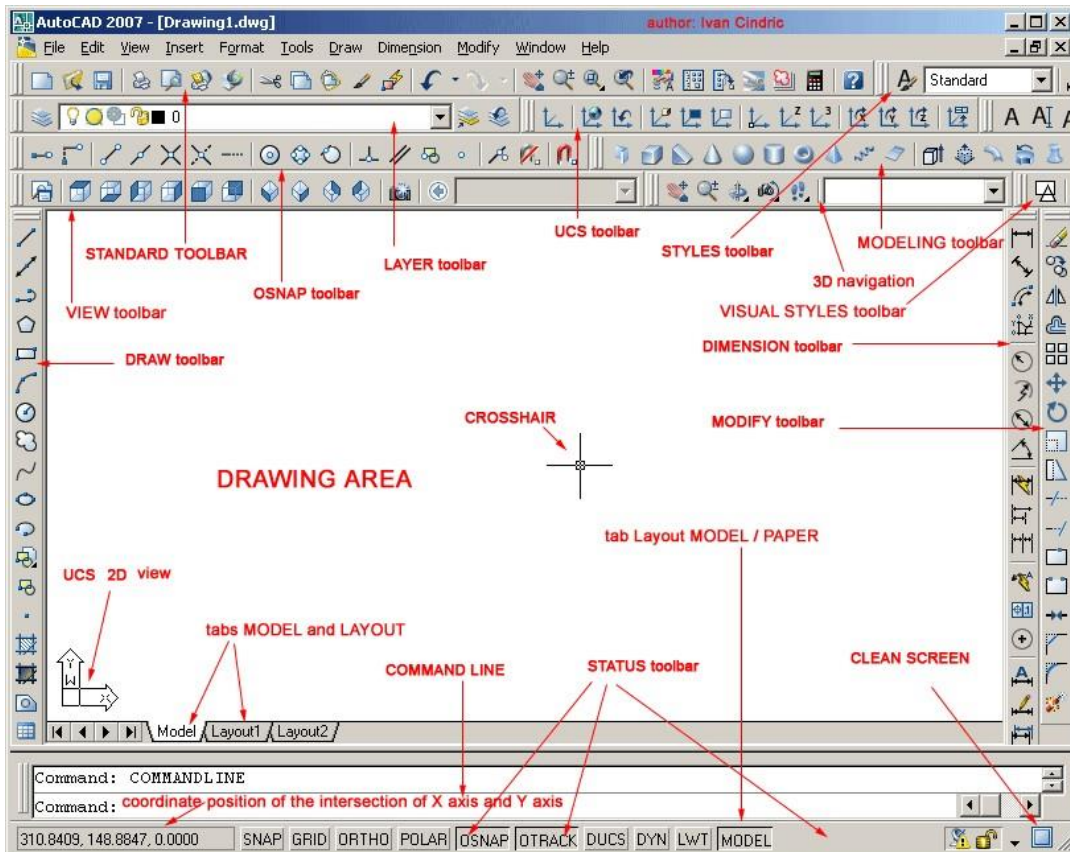 AutoCAD 2007 - [Drawing1.dwg]
author: Ivan Cindric
File Edit View Insert Format Tools Draw Dimension Modify Window Help
Standard
0
A AI A
STANDARD TOOLBAR
LAYER toolbar
UCS toolbar
STYLES toolbar
MODELING toolbar
OSNAP toolbar
3D navigation
VIEW toolbar
VISUAL STYLES toolbar
DRAW toolbar
DIMENSION toolbar
CROSSHAIR
MODIFY toolbar
DRAWING AREA
tab Layout MODEL / PAPER
UCS 2D view
tabs MODEL and LAYOUT
COMMAND LINE
STATUS toolbar
CLEAN SCREEN
Y
W
X
Model Layout1 Layout2
Command: COMMANDLINE
Command:
coordinate position of the intersection of X axis and Y axis
310.8409, 148.8847, 0.0000
SNAP GRID ORTHO POLAR OSNAP OTRACK DUCS DYN LWT MODEL